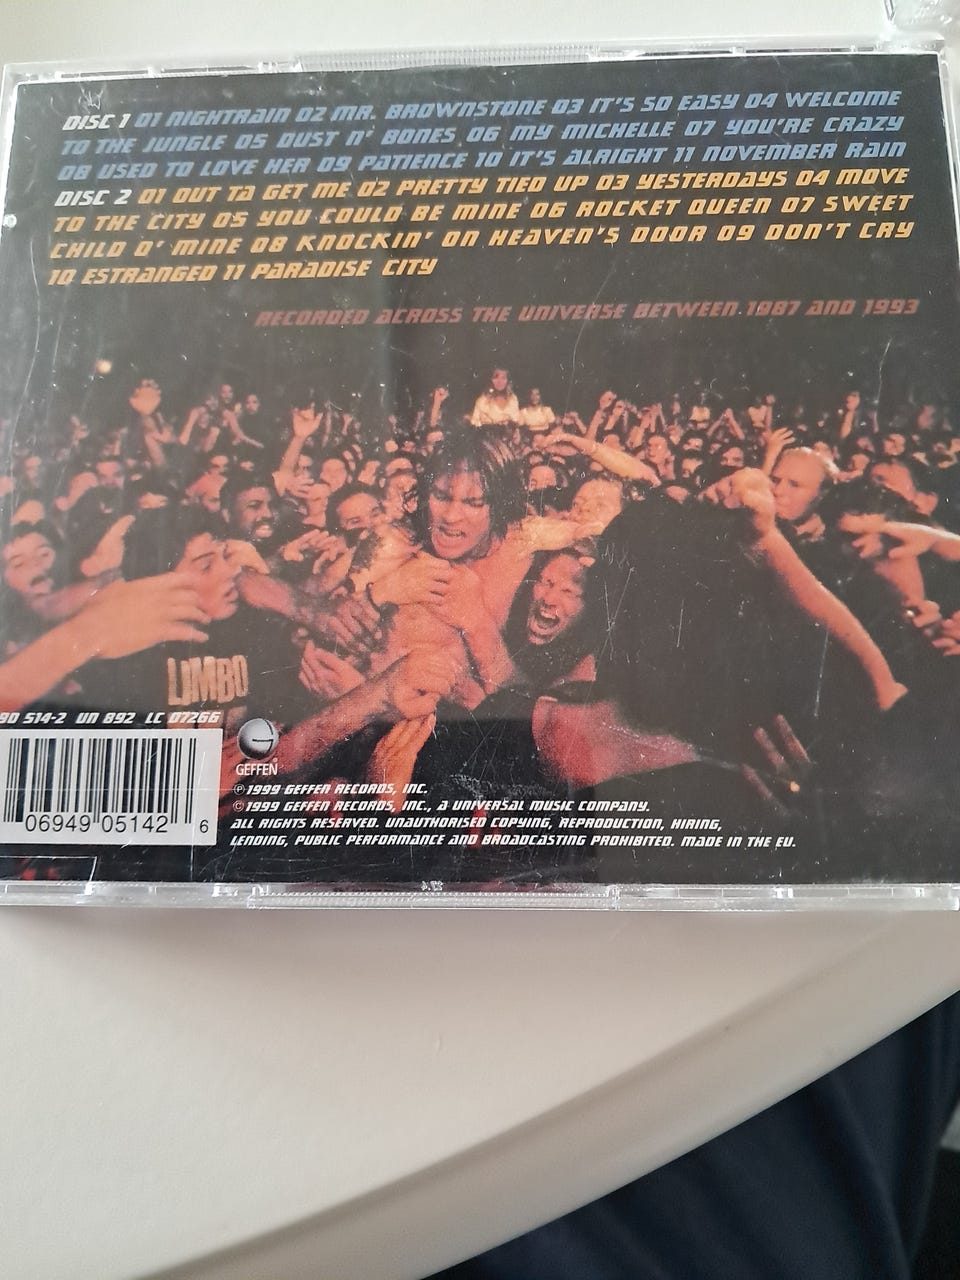 DISC 1 01 NIGHTRAIN 02 MR. BROWNSTONE 03 IT'S SO EASY 04 WELCOME
TO THE JUNGLE 05 DUST N' BONES 06 MY MICHELLE 07 YOU'RE CRAZY
08 USED TO LOVE HER 09 PATIENCE 10 IT'S ALRIGHT 11 NOVEMBER RAIN
DISC 2 01 OUT TA GET ME 02 PRETTY TIED UP 03 YESTERDAYS 04 MOVE
TO THE CITY 05 YOU COULD BE MINE 06 ROCKET QUEEN 07 SWEET
CHILD O' MINE 08 KNOCKIN' ON HEAVEN'S DOOR 09 DON'T CRY
10 ESTRANGED 11 PARADISE CITY
RECORDED ACROSS THE UNIVERSE BETWEEN 1987 AND 1993
LIMBO
90 514-2 UN 892 LC 07266
06949 05142 6
GEFFEN
℗ 1999 GEFFEN RECORDS, INC.
© 1999 GEFFEN RECORDS, INC., A UNIVERSAL MUSIC COMPANY.
ALL RIGHTS RESERVED. UNAUTHORISED COPYING, REPRODUCTION, HIRING,
LENDING, PUBLIC PERFORMANCE AND BROADCASTING PROHIBITED. MADE IN THE EU.